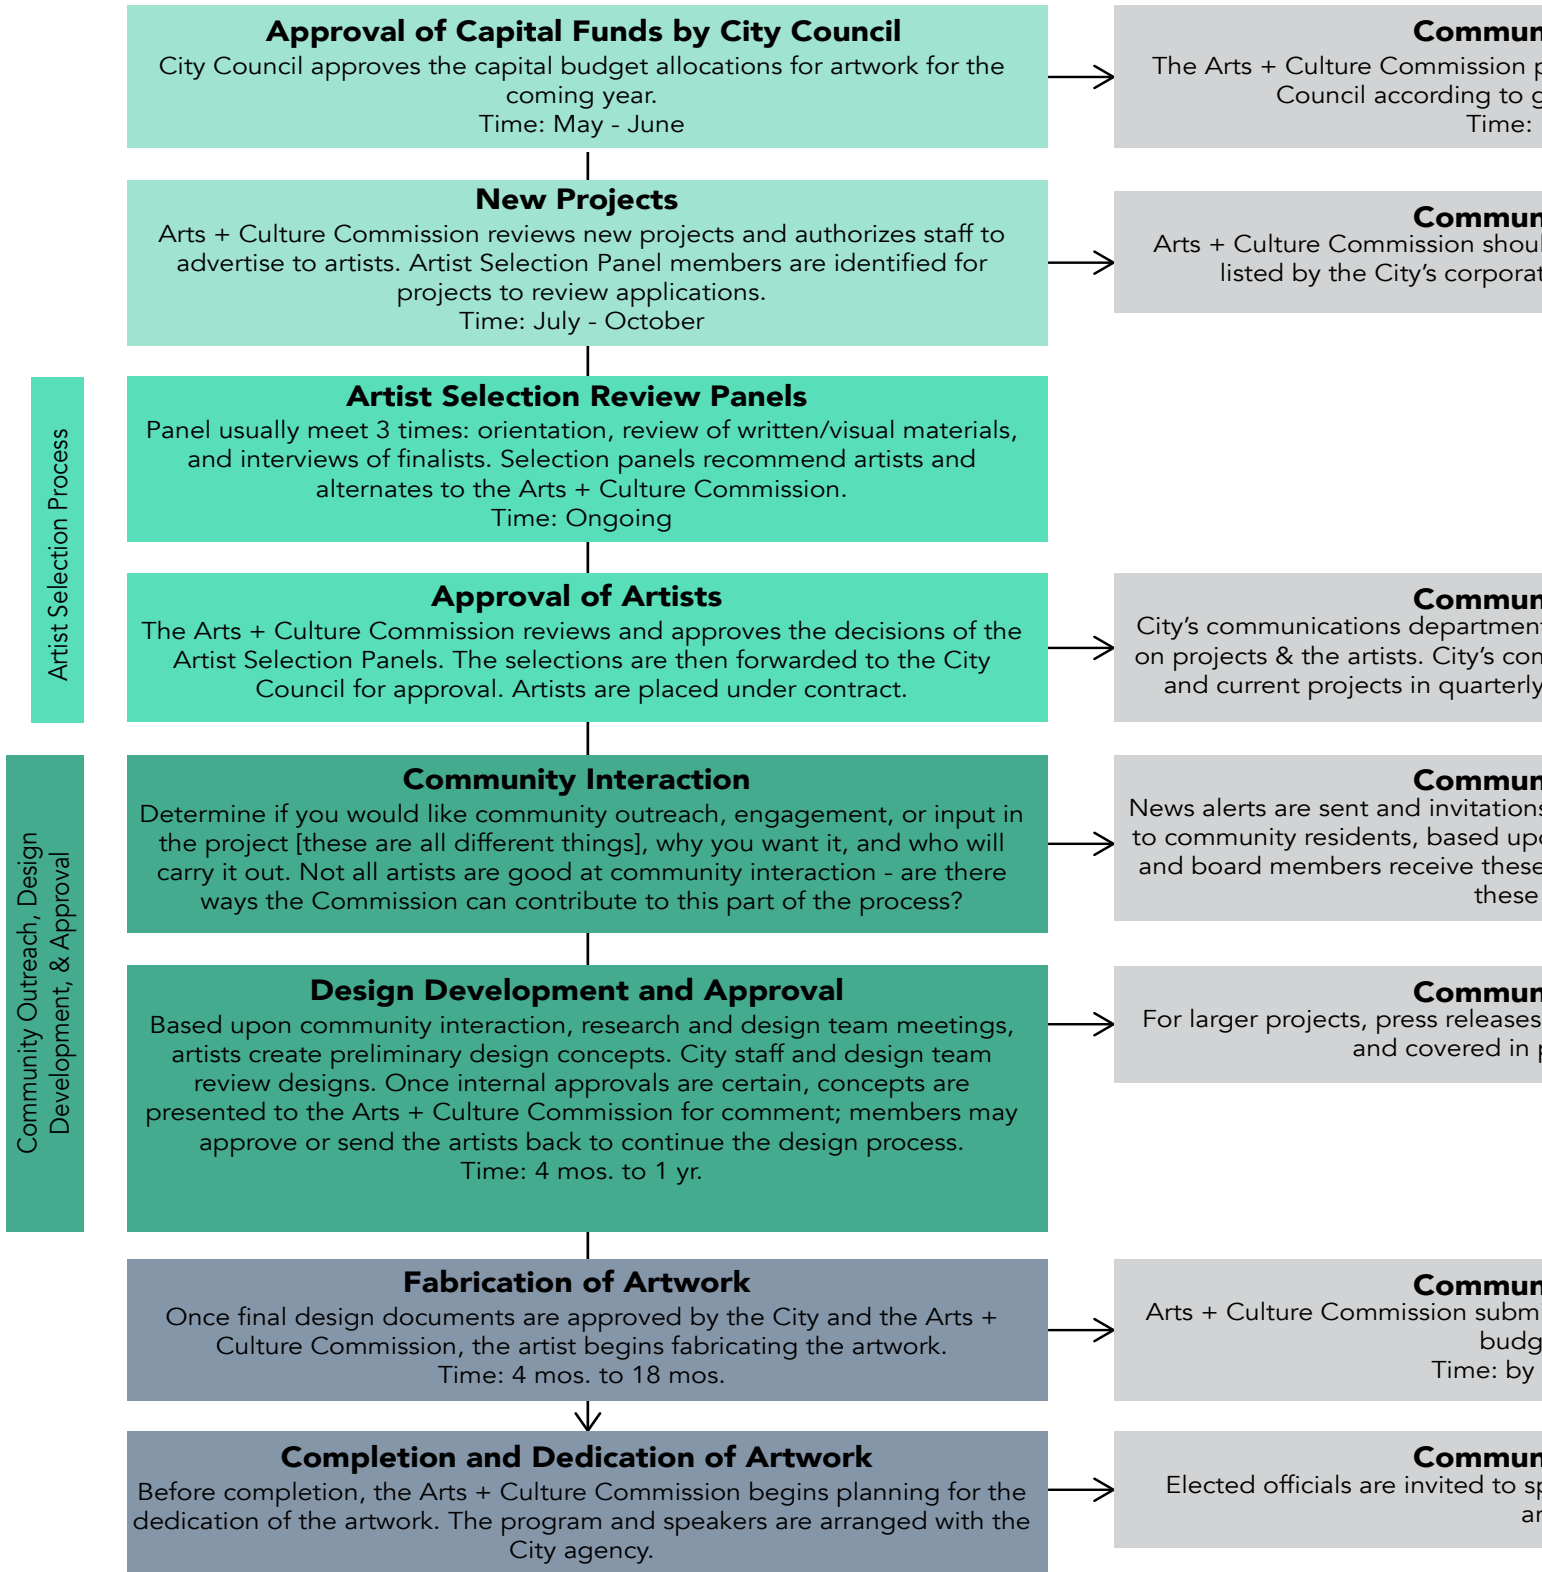 Approval of Capital Funds by City Council
City Council approves the capital budget allocations for artwork for the
coming year.
Time: May - June
The Arts + Culture Commission
Council according to
Time:
New Projects
Arts + Culture Commission reviews new projects and authorizes staff to
advertise to artists. Artist Selection Panel members are identified for
projects to review applications.
Time: July - October
Arts + Culture Commission
listed by the City's
Artist Selection Process
Artist Selection Review Panels
Panel usually meet 3 times: orientation, review of written/visual materials,
and interviews of finalists. Selection panels recommend artists and
alternates to the Arts + Culture Commission.
Time: Ongoing
Approval of Artists
The Arts + Culture Commission reviews and approves the decisions of the
Artist Selection Panels. The selections are then forwarded to the City
Council for approval. Artists are placed under contract.
City's communications department
on projects & the artists. City's
and current projects in quarterly
Community Outreach, Design
Development, & Approval
Community Interaction
Determine if you would like community outreach, engagement, or input in
the project [these are all different things], why you want it, and who will
carry it out. Not all artists are good at community interaction - are there
ways the Commission can contribute to this part of the process?
News alerts are sent and invitations
to community residents, based
and board members receive these
these
Design Development and Approval
Based upon community interaction, research and design team meetings,
artists create preliminary design concepts. City staff and design team
review designs. Once internal approvals are certain, concepts are
presented to the Arts + Culture Commission for comment; members may
approve or send the artists back to continue the design process.
Time: 4 mos. to 1 yr.
For larger projects, press releases
and covered in
Fabrication of Artwork
Once final design documents are approved by the City and the Arts +
Culture Commission, the artist begins fabricating the artwork.
Time: 4 mos. to 18 mos.
Arts + Culture Commission
Time: by
Completion and Dedication of Artwork
Before completion, the Arts + Culture Commission begins planning for the
dedication of the artwork. The program and speakers are arranged with the
City agency.
Elected officials are invited to